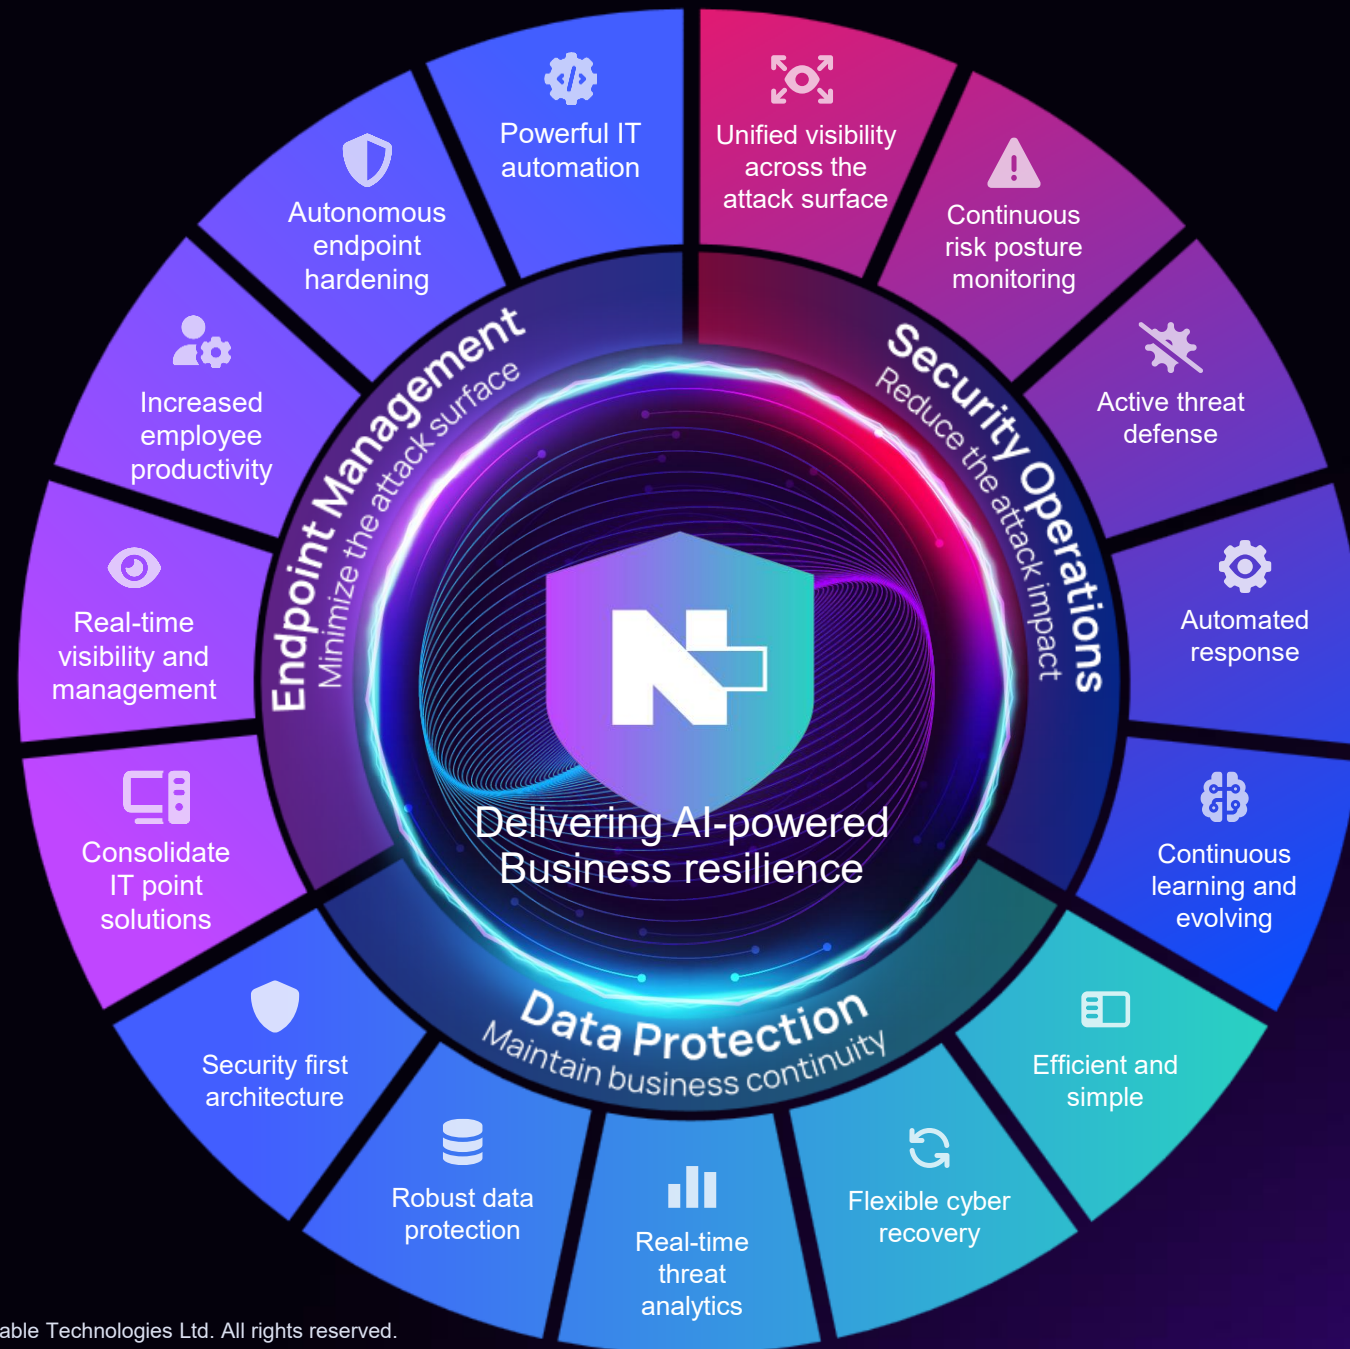 Powerful IT
automation
Unified visibility
across the
attack surface
Continuous
risk posture
monitoring
Active threat
defense
Automated
response
Continuous
learning and
evolving
Efficient and
simple
Flexible cyber
recovery
Real-time
threat
analytics
Robust data
protection
Security first
architecture
Consolidate
IT point
solutions
Real-time
visibility and
management
Increased
employee
productivity
Autonomous
endpoint
hardening
Endpoint Management
Minimize the attack surface
Security Operations
Reduce the attack impact
Data Protection
Maintain business continuity
N
Delivering AI-powered
Business resilience
able Technologies Ltd. All rights reserved.